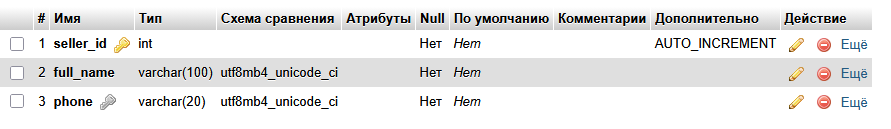 # Имя Тип Схема сравнения Атрибуты Null По умолчанию Комментарии Дополнительно Действие
1 seller_id int Нет Нет AUTO_INCREMENT Ещё
2 full_name varchar(100) utf8mb4_unicode_ci Нет Нет Ещё
3 phone varchar(20) utf8mb4_unicode_ci Нет Нет Ещё